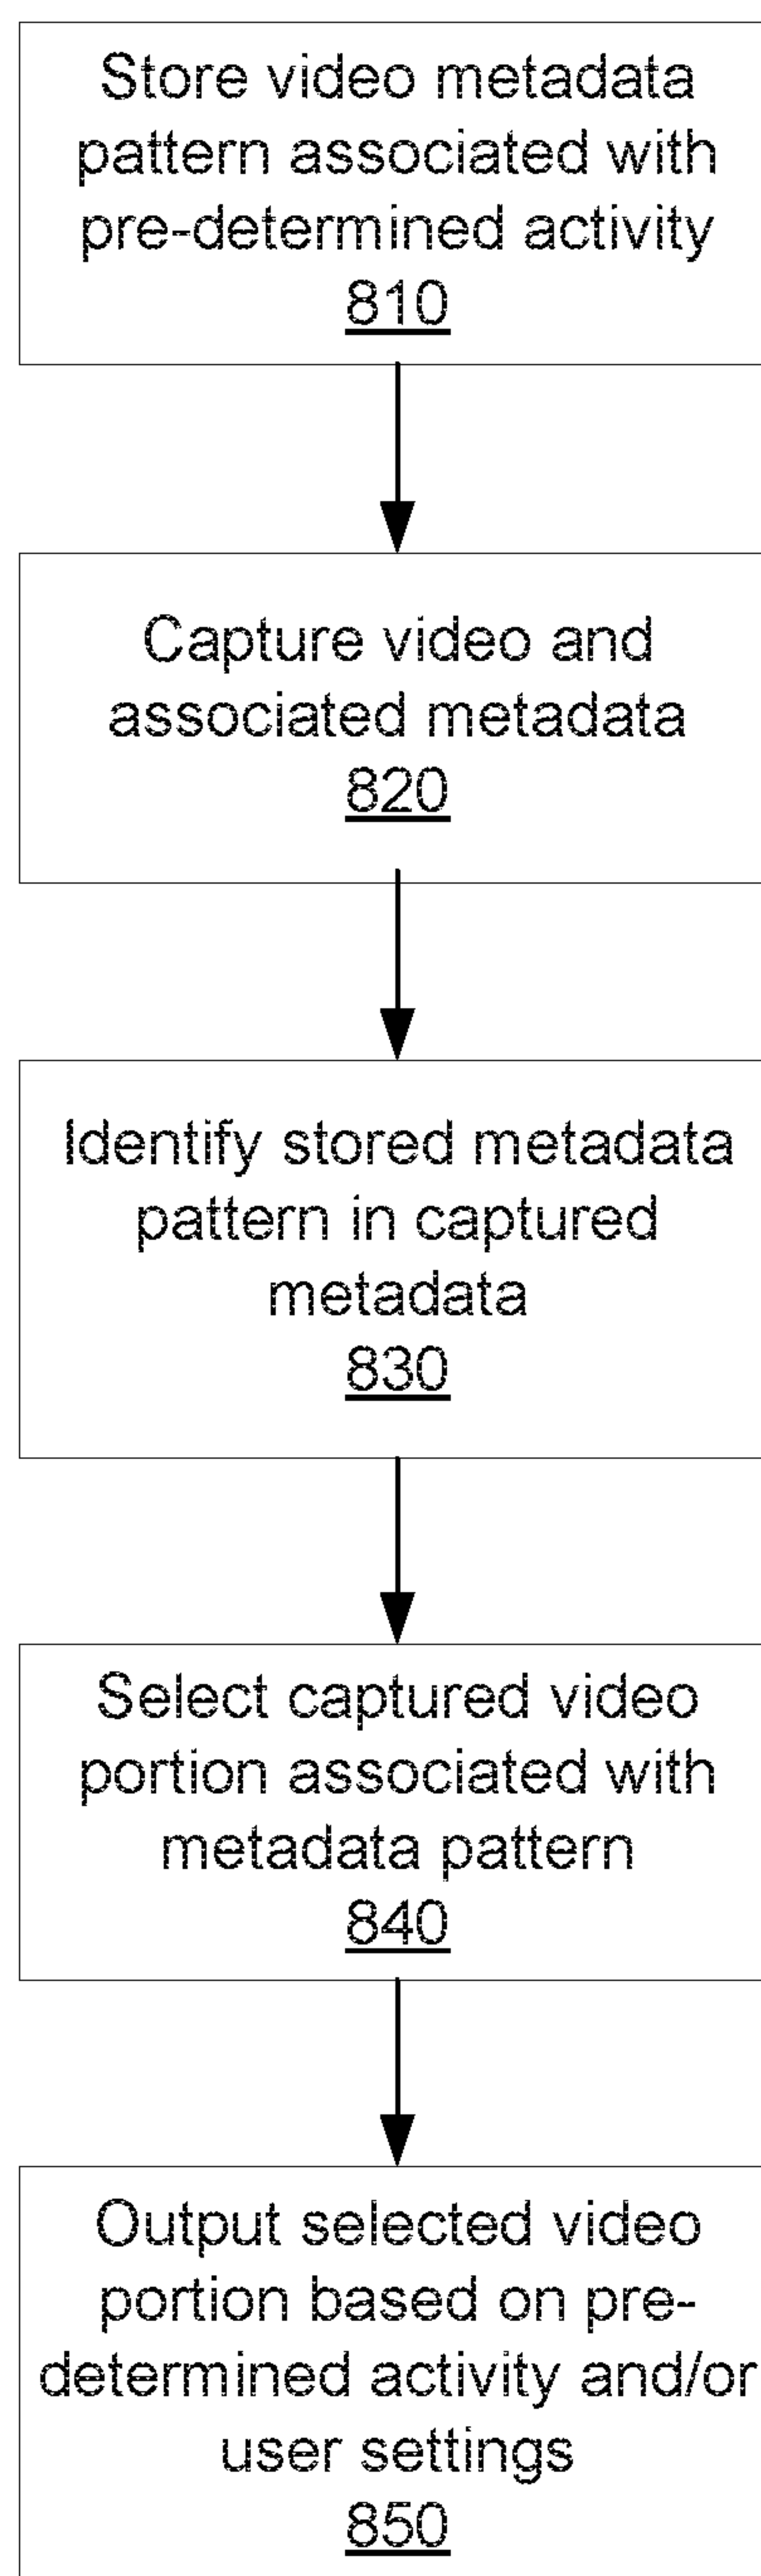 Store video metadata
pattern associated with
pre-determined activity
810
Capture video and
associated metadata
820
Identify stored metadata
pattern in captured
metadata
830
Select captured video
portion associated with
metadata pattern
840
Output selected video
portion based on pre-
determined activity and/or
user settings
850